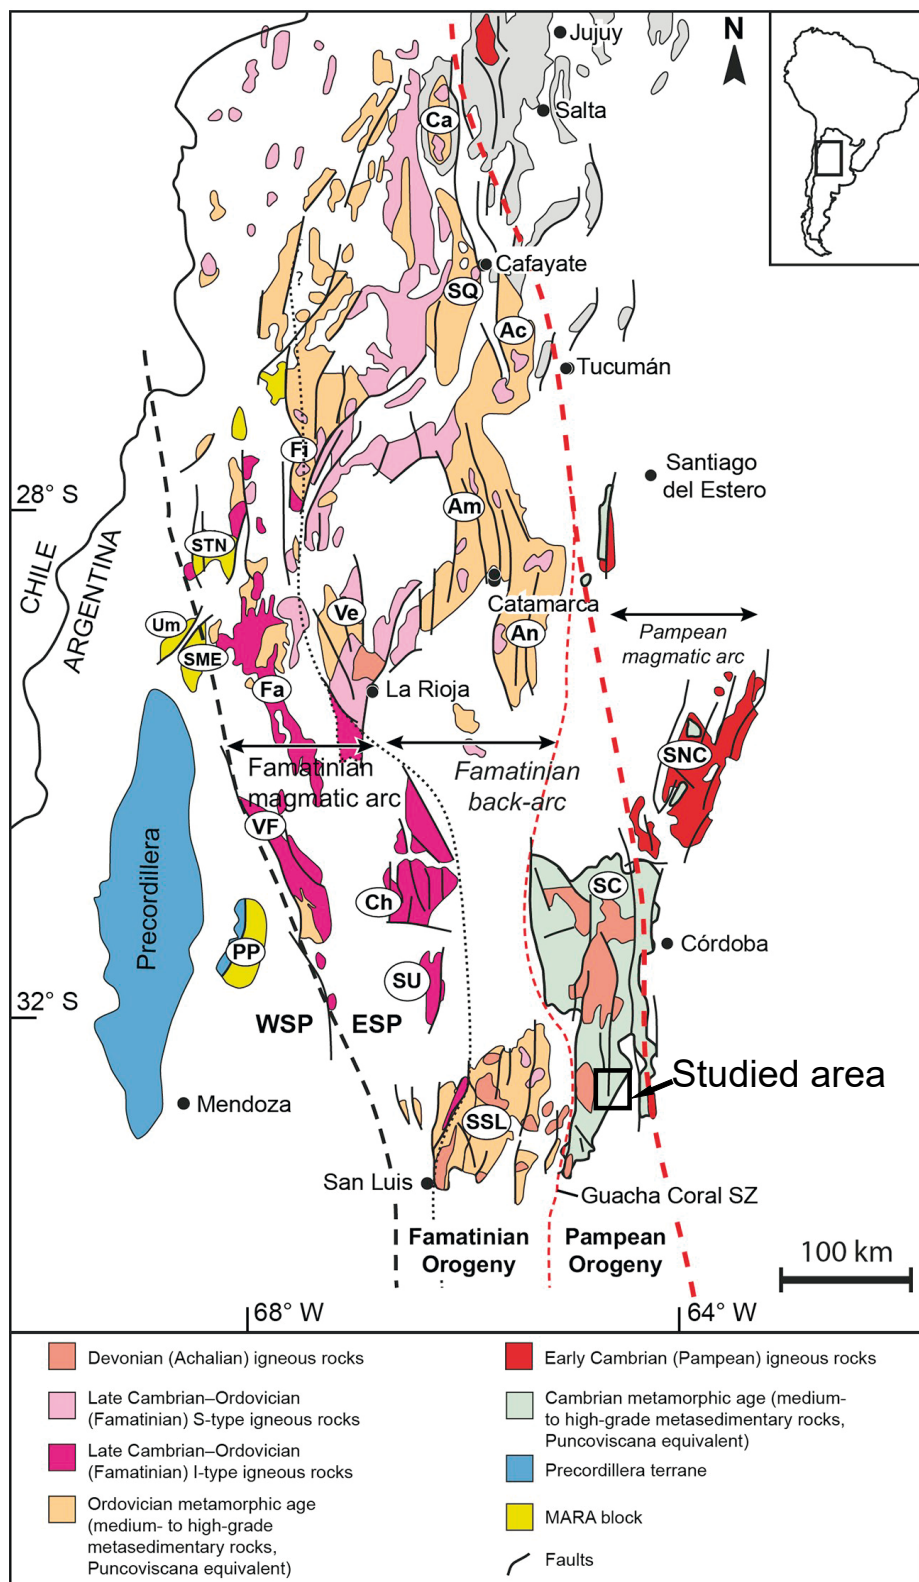 Jujuy
N
Salta
Ca
Cafayate
?
SQ
Ac
Tucumán
Fi
Santiago
del Estero
28° S
Am
STN
CHILE
ARGENTINA
Catamarca
Ve
Um
An
Pampean
magmatic arc
SME
Fa
La Rioja
SNC
Famatinian
magmatic arc
Famatinian
back-arc
VF
SC
Precordillera
Ch
PP
Córdoba
SU
32° S
WSP
ESP
Studied area
Mendoza
SSL
San Luis
Guacha Coral SZ
Famatinian
Orogeny
Pampean
Orogeny
100 km
68° W
64° W
Devonian (Achalian) igneous rocks
Late Cambrian–Ordovician
(Famatinian) S-type igneous rocks
Late Cambrian–Ordovician
(Famatinian) I-type igneous rocks
Ordovician metamorphic age
(medium- to high-grade
metasedimentary rocks,
Puncoviscana equivalent)
Early Cambrian (Pampean) igneous rocks
Cambrian metamorphic age (medium-
to high-grade metasedimentary rocks,
Puncoviscana equivalent)
Precordillera terrane
MARA block
Faults